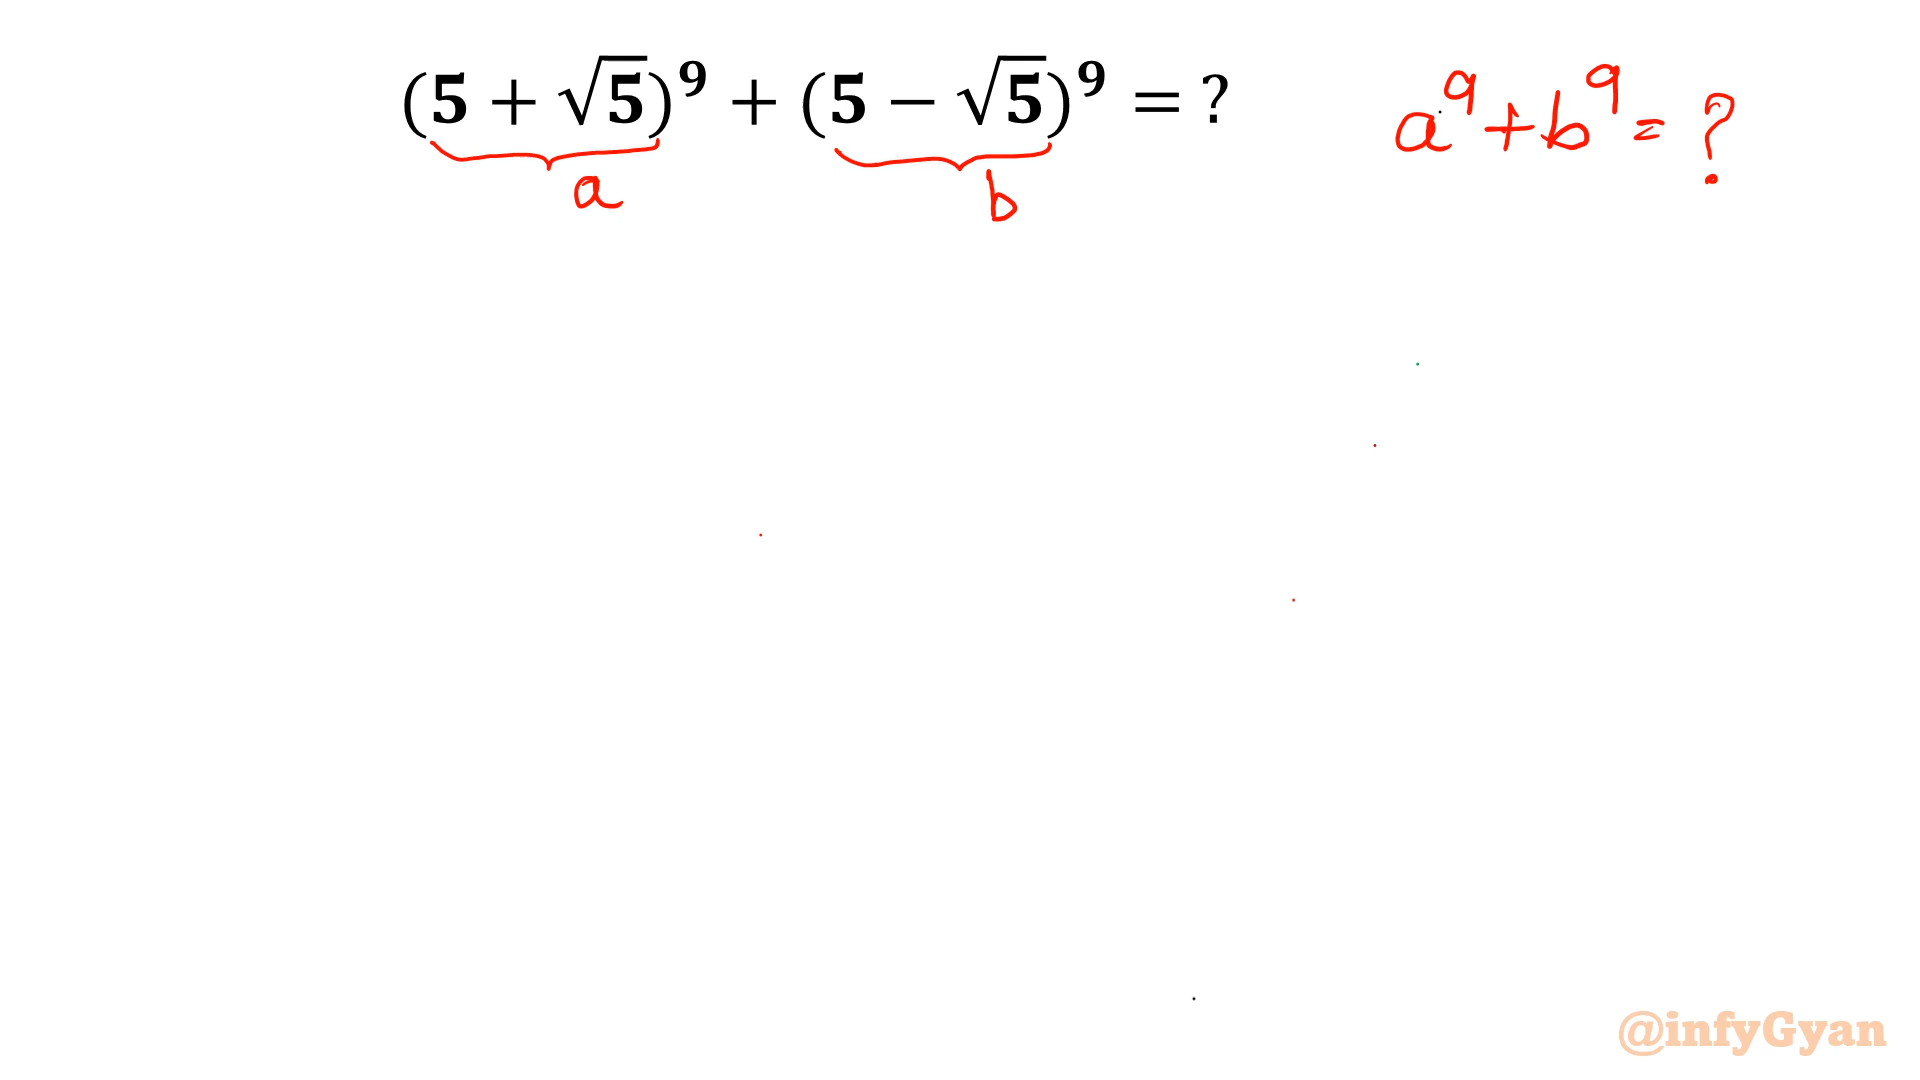 (5 + √5)⁹ + (5 − √5)⁹ = ?
a⁹ + b⁹ = ?
a
b
@infyGyan